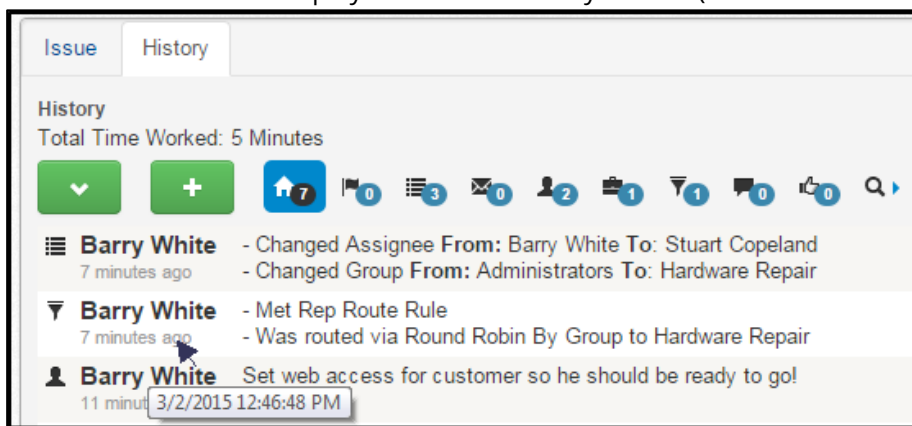 Issue History
History
Total Time Worked: 5 Minutes
7 0 3 0 2 1 1 0 0
Barry White - Changed Assignee From: Barry White To: Stuart Copeland
7 minutes ago - Changed Group From: Administrators To: Hardware Repair
Barry White - Met Rep Route Rule
7 minutes ago - Was routed via Round Robin By Group to Hardware Repair
Barry White Set web access for customer so he should be ready to go!
11 minut 3/2/2015 12:46:48 PM